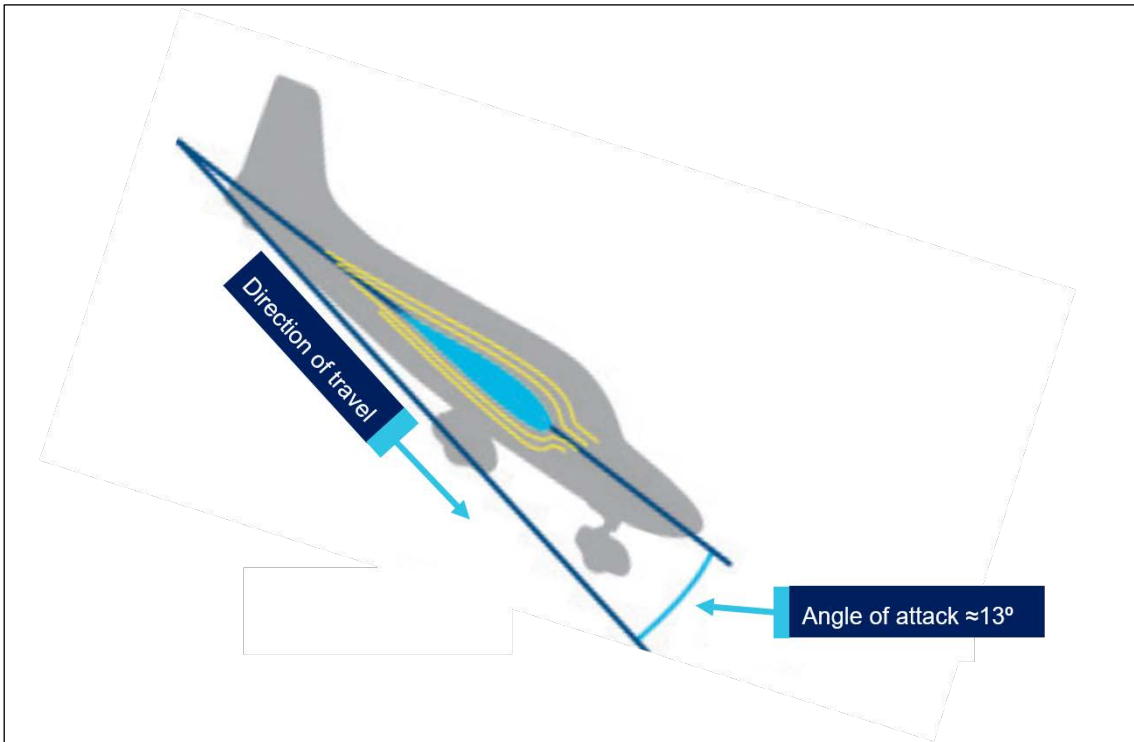 Direction of travel
Angle of attack ≈13º